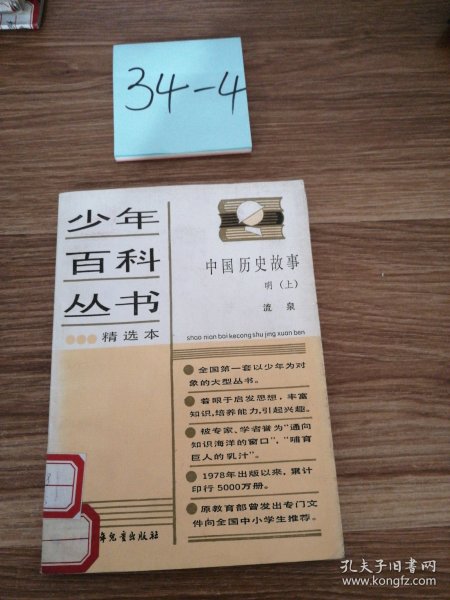 34-4
少年
百科
丛书
精选本
中国历史故事
明（上）
流 泉
shao nian bai ke cong shu jing xuan ben
全国第一套以少年为对
象的大型丛书。
着眼于启发思想，丰富
知识，培养能力，引起兴趣。
被专家、学者誉为“通向
知识海洋的窗口”，“哺育
巨人的乳汁”。
1978年出版以来，累计
印行5000万册。
原教育部曾发出专门文
件向全国中小学生推荐。
年儿童出版社
孔夫子旧书网
www.kongfz.com